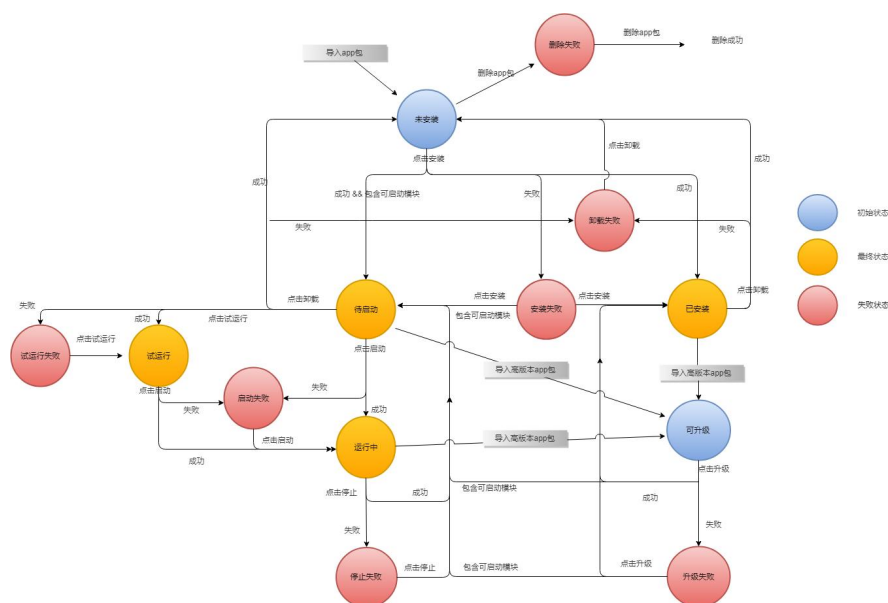 删除app包
删除成功
删除失败
导入app包
删除app包
未安装
点击安装
点击卸载
成功
成功
成功 && 包含可启动模块
失败
成功
卸载失败
失败
失败
初始状态
最终状态
失败状态
点击卸载
点击安装
点击安装
点击卸载
待启动
安装失败
已安装
失败
成功
点击试运行
包含可启动模块
点击试运行
试运行失败
试运行
点击启动
导入高版本app包
导入高版本app包
点击启动
失败
启动失败
失败
成功
点击启动
可升级
导入高版本app包
运行中
成功
点击升级
点击停止
成功
包含可启动模块
成功
失败
失败
点击停止
包含可启动模块
点击升级
停止失败
升级失败